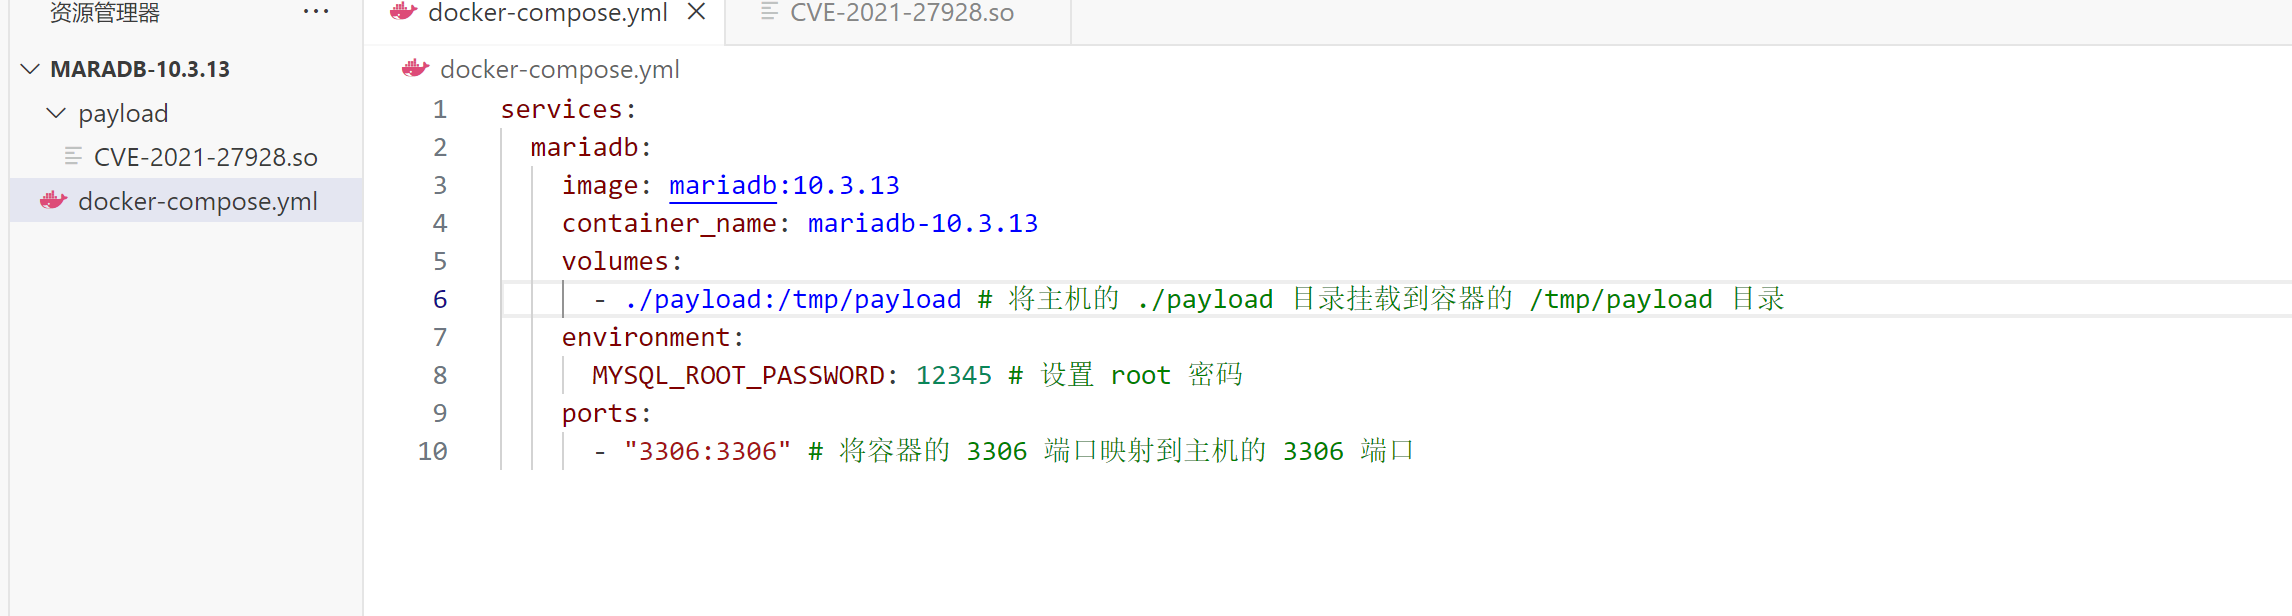 资源管理器 ···
MARADB-10.3.13
payload
CVE-2021-27928.so
docker-compose.yml
docker-compose.yml × CVE-2021-27928.so
docker-compose.yml
1 services:
2 mariadb:
3 image: mariadb:10.3.13
4 container_name: mariadb-10.3.13
5 volumes:
6 - ./payload:/tmp/payload # 将主机的 ./payload 目录挂载到容器的 /tmp/payload 目录
7 environment:
8 MYSQL_ROOT_PASSWORD: 12345 # 设置 root 密码
9 ports:
10 - "3306:3306" # 将容器的 3306 端口映射到主机的 3306 端口